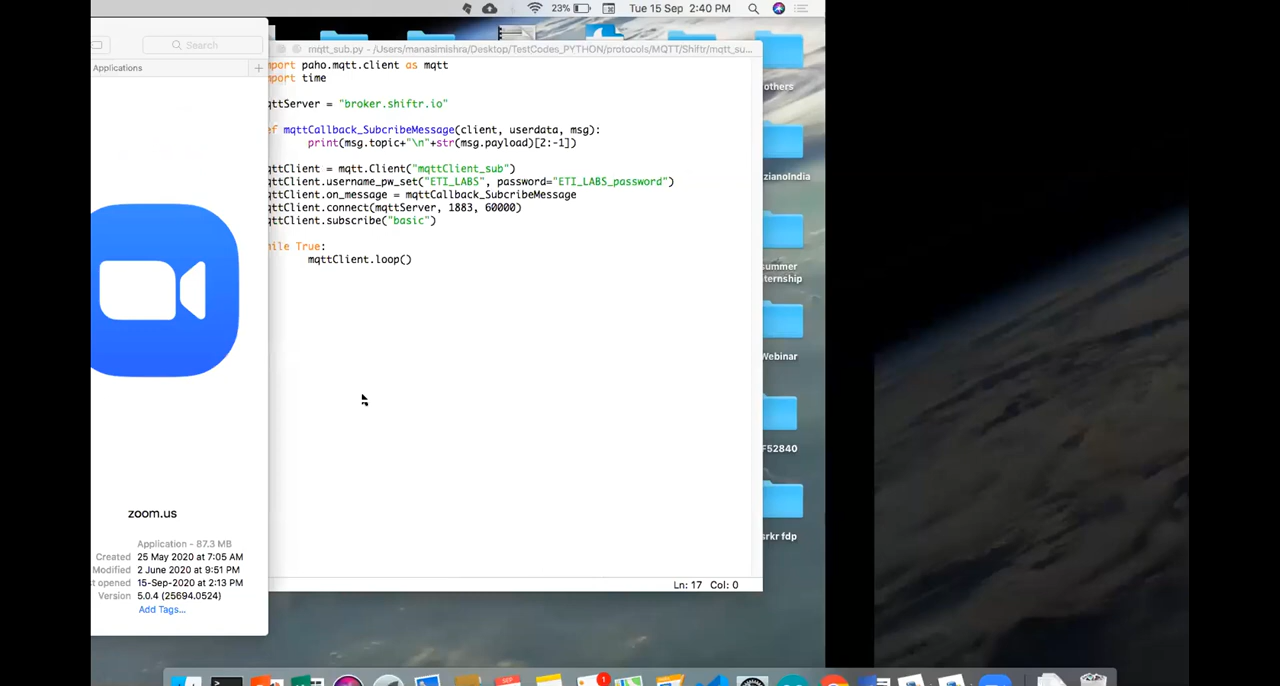 23% Tue 15 Sep 2:40 PM
Search
Applications
mqtt_sub.py - /Users/manasimishra/Desktop/TestCodes_PYTHON/protocols/MQTT/Shiftr/mqtt_su...
mport paho.mqtt.client as mqtt
mport time
qttServer = "broker.shiftr.io"
ef mqttCallback_SubcribeMessage(client, userdata, msg):
print(msg.topic+"\n"+str(msg.payload)[2:-1])
qttClient = mqtt.Client("mqttClient_sub")
qttClient.username_pw_set("ETI_LABS", password="ETI_LABS_password")
qttClient.on_message = mqttCallback_SubcribeMessage
qttClient.connect(mqttServer, 1883, 60000)
qttClient.subscribe("basic")
hile True:
mqttClient.loop()
Ln: 17 Col: 0
zoom.us
Application - 87.3 MB
Created 25 May 2020 at 7:05 AM
Modified 2 June 2020 at 9:51 PM
t opened 15-Sep-2020 at 2:13 PM
Version 5.0.4 (25694.0524)
Add Tags...
others
zianoIndia
summer
ternship
Webinar
F52840
srkr fdp
SEP
1